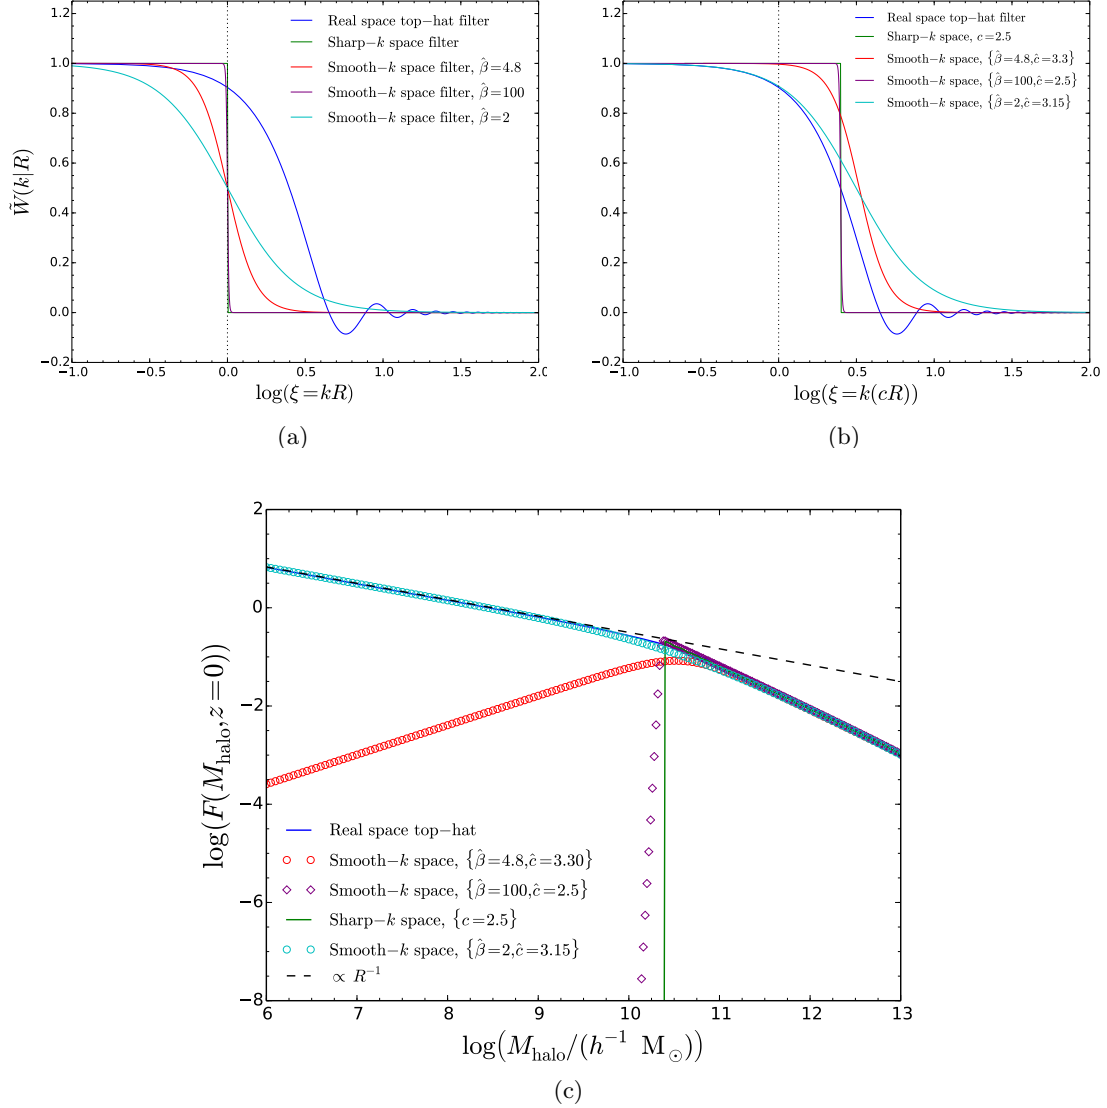 1.2
1.0
0.8
0.6
0.4
0.2
0.0
−0.2
W̃(k|R)
−1.0 −0.5 0.0 0.5 1.0 1.5 2.0
log(ξ=kR)
Real space top−hat filter
Sharp−k space filter
Smooth−k space filter, β̂=4.8
Smooth−k space filter, β̂=100
Smooth−k space filter, β̂=2
(a)
1.2
1.0
0.8
0.6
0.4
0.2
0.0
−0.2
−1.0 −0.5 0.0 0.5 1.0 1.5 2.0
log(ξ=k(cR))
Real space top−hat filter
Sharp−k space, c=2.5
Smooth−k space, {β̂=4.8,ĉ=3.3}
Smooth−k space, {β̂=100,ĉ=2.5}
Smooth−k space, {β̂=2,ĉ=3.15}
(b)
2
0
−2
−4
−6
−8
log(F(M_halo,z=0))
Real space top−hat
Smooth−k space, {β̂=4.8,ĉ=3.30}
Smooth−k space, {β̂=100,ĉ=2.5}
Sharp−k space, {c=2.5}
Smooth−k space, {β̂=2,ĉ=3.15}
∝ R⁻¹
6 7 8 9 10 11 12 13
log(M_halo/(h⁻¹ M_⊙))
(c)